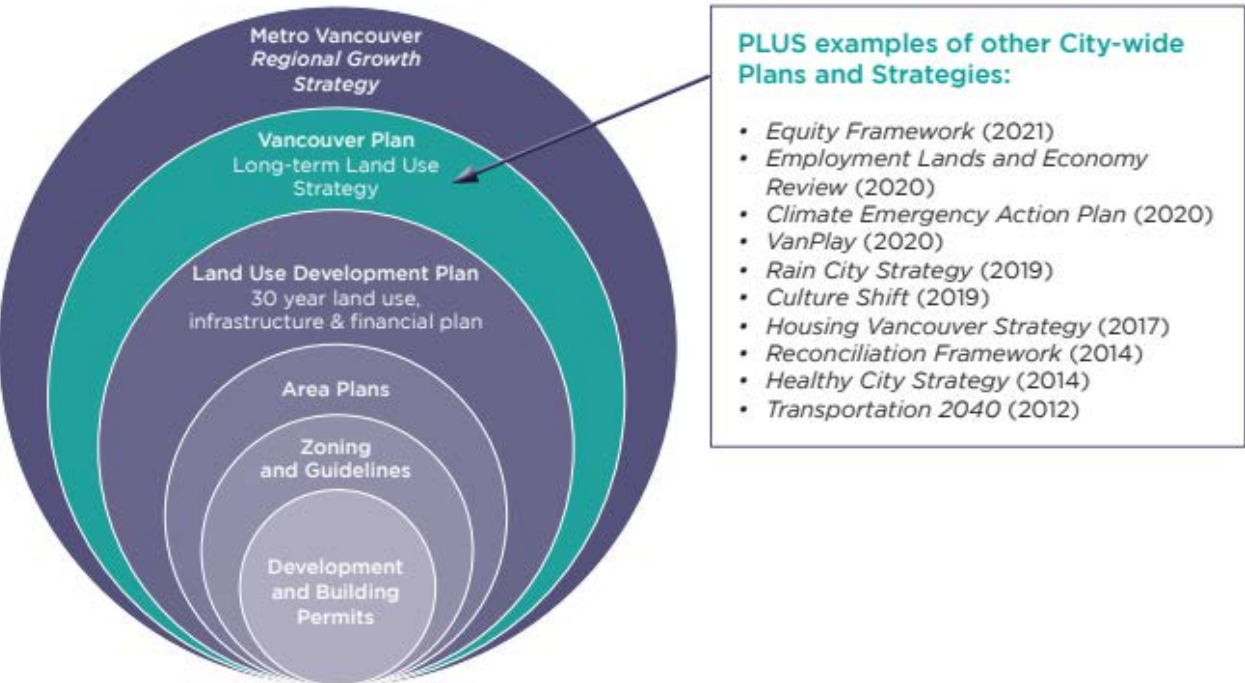 Metro Vancouver
Regional Growth
Strategy
Vancouver Plan
Long-term Land Use
Strategy
Land Use Development Plan
30 year land use,
infrastructure & financial plan
Area Plans
Zoning
and Guidelines
Development
and Building
Permits
PLUS examples of other City-wide
Plans and Strategies:
• Equity Framework (2021)
• Employment Lands and Economy
Review (2020)
• Climate Emergency Action Plan (2020)
• VanPlay (2020)
• Rain City Strategy (2019)
• Culture Shift (2019)
• Housing Vancouver Strategy (2017)
• Reconciliation Framework (2014)
• Healthy City Strategy (2014)
• Transportation 2040 (2012)